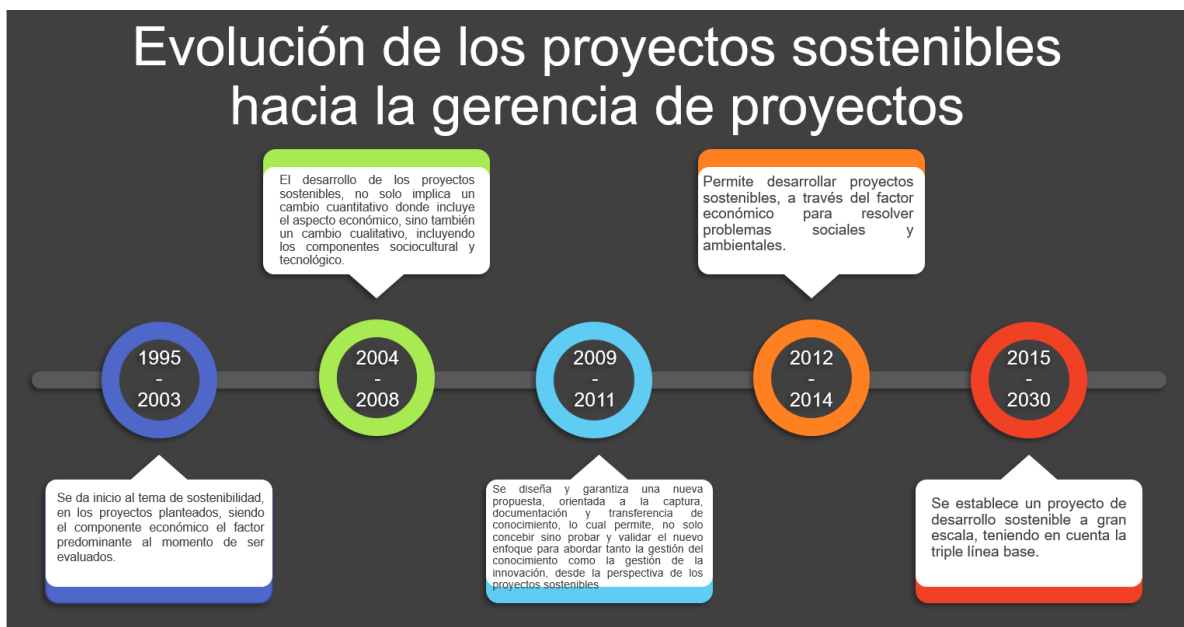 Evolución de los proyectos sostenibles
hacia la gerencia de proyectos
El desarrollo de los proyectos
sostenibles, no solo implica un
cambio cuantitativo donde incluye
el aspecto económico, sino también
un cambio cualitativo, incluyendo
los componentes sociocultural y
tecnológico.
Permite desarrollar proyectos
sostenibles, a través del factor
económico para resolver
problemas sociales y
ambientales.
1995
-
2003
2004
-
2008
2009
-
2011
2012
-
2014
2015
-
2030
Se da inicio al tema de sostenibilidad,
en los proyectos planteados, siendo
el componente económico el factor
predominante al momento de ser
evaluados.
Se diseña y garantiza una nueva
propuesta, orientada a la captura,
documentación y transferencia de
conocimiento, lo cual permite, no solo
concebir sino probar y validar el nuevo
enfoque para abordar tanto la gestión del
conocimiento como la gestión de la
innovación, desde la perspectiva de los
proyectos sostenibles
Se establece un proyecto de
desarrollo sostenible a gran
escala, teniendo en cuenta la
triple línea base.